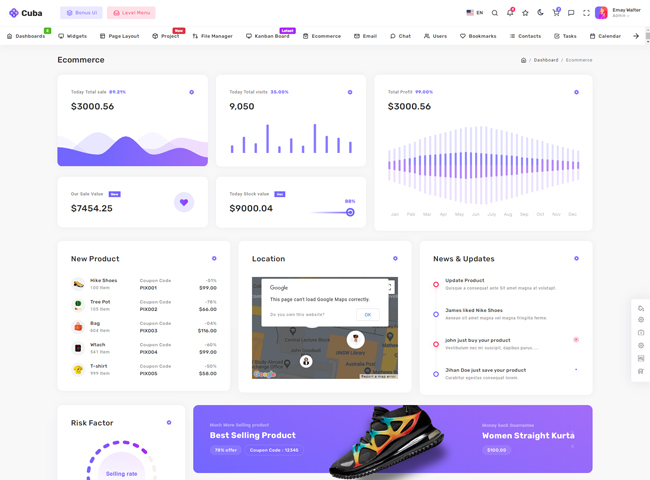 Cuba
Bonus UI
Level Menu
EN
Emay Walter
Admin
Dashboards
Widgets
Page Layout
Project
New
File Manager
Kanban Board
Latest
Ecommerce
Email
Chat
Users
Bookmarks
Contacts
Tasks
Calendar
Ecommerce
/ Dashboard / Ecommerce
Today Total sale 89.21%
$3000.56
Today Total visits 35.00%
9,050
Total Profit 99.00%
$3000.56
Jan Feb Mar Apr May Jun Aug Sep Oct Nov Dec
Our Sale Value New
$7454.25
Today Stock value Hot
$9000.04
88%
New Product
Hike Shoes
100 Item
Coupon Code
PIX001
$99.00
Tree Pot
105 Item
Coupon Code
PIX002
-78%
$66.00
Bag
604 Item
Coupon Code
PIX003
-04%
$116.00
Wtach
541 Item
Coupon Code
PIX004
-60%
$99.00
T-shirt
999 Item
Coupon Code
PIX005
-50%
$58.00
Location
Google
This page can't load Google Maps correctly.
Do you own this website?
OK
Google
Report a map error
News & Updates
Update Product
Quisque a consequat ante Sit amet magna at volutapt.
James liked Nike Shoes
Aenean sit amet magna vel magna fringilla fermo.
john just buy your product
Vestibulum nec mi suscipit, dapibus purus ...
Jihan Doe just save your product
Curabitur egestas consequat lorem.
Risk Factor
Selling rate
Much More Selling product
Best Selling Product
78% offer
Coupon Code : 12345
Money back Guarrantee
Women Straight Kurta
$100.00